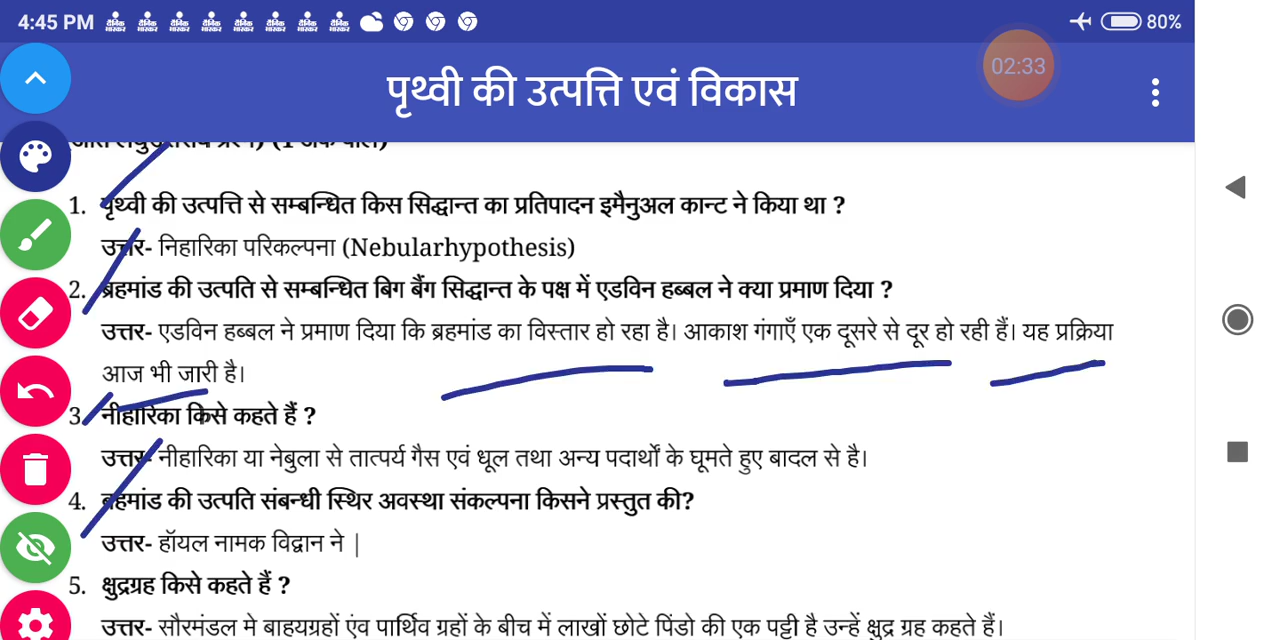 4:45 PM
80%
02:33
पृथ्वी की उत्पत्ति एवं विकास
1. पृथ्वी की उत्पत्ति से सम्बन्धित किस सिद्धान्त का प्रतिपादन इमैनुअल कान्ट ने किया था ?
उत्तर- निहारिका परिकल्पना (Nebularhypothesis)
2. ब्रहमांड की उत्पति से सम्बन्धित बिग बैंग सिद्धान्त के पक्ष में एडविन हब्बल ने क्या प्रमाण दिया ?
उत्तर- एडविन हब्बल ने प्रमाण दिया कि ब्रहमांड का विस्तार हो रहा है। आकाश गंगाएँ एक दूसरे से दूर हो रही हैं। यह प्रक्रिया
आज भी जारी है।
3. नीहारिका किसे कहते हैं ?
उत्तर- नीहारिका या नेबुला से तात्पर्य गैस एवं धूल तथा अन्य पदार्थो के घूमते हुए बादल से है।
4. ब्रहमांड की उत्पति संबन्धी स्थिर अवस्था संकल्पना किसने प्रस्तुत की?
उत्तर- हॉयल नामक विद्वान ने |
5. क्षुद्रग्रह किसे कहते हैं ?
उत्तर- सौरमंडल मे बाहयग्रहों एंव पार्थिव ग्रहों के बीच में लाखों छोटे पिंडो की एक पट्टी है उन्हें क्षुद्र ग्रह कहते हैं।